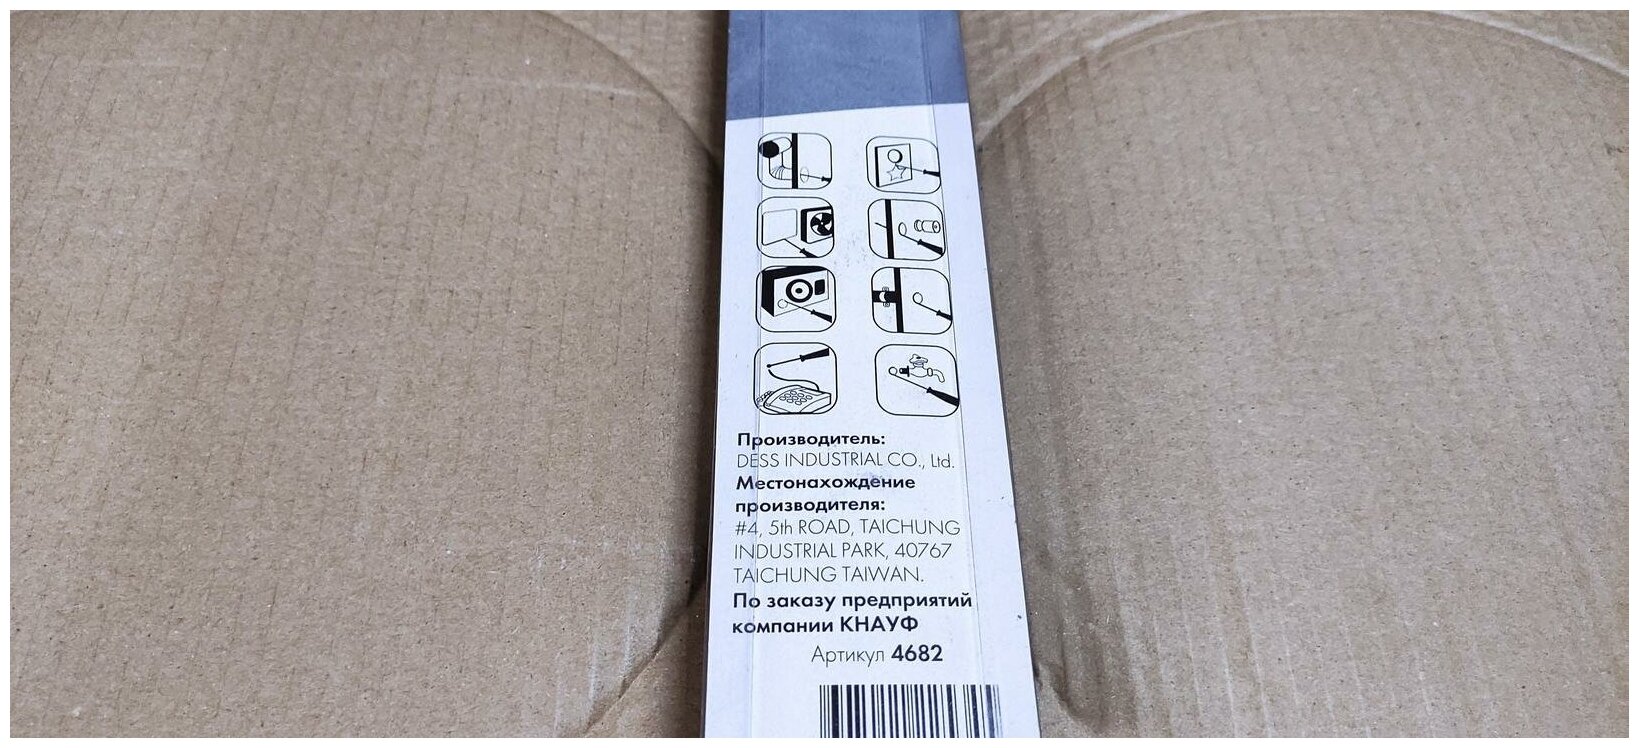 Производитель:
DESS INDUSTRIAL CO., Ltd.
Местонахождение
производителя:
#4, 5th ROAD, TAICHUNG
INDUSTRIAL PARK, 40767
TAICHUNG TAIWAN.
По заказу предприятий
компании КНАУФ
Артикул 4682